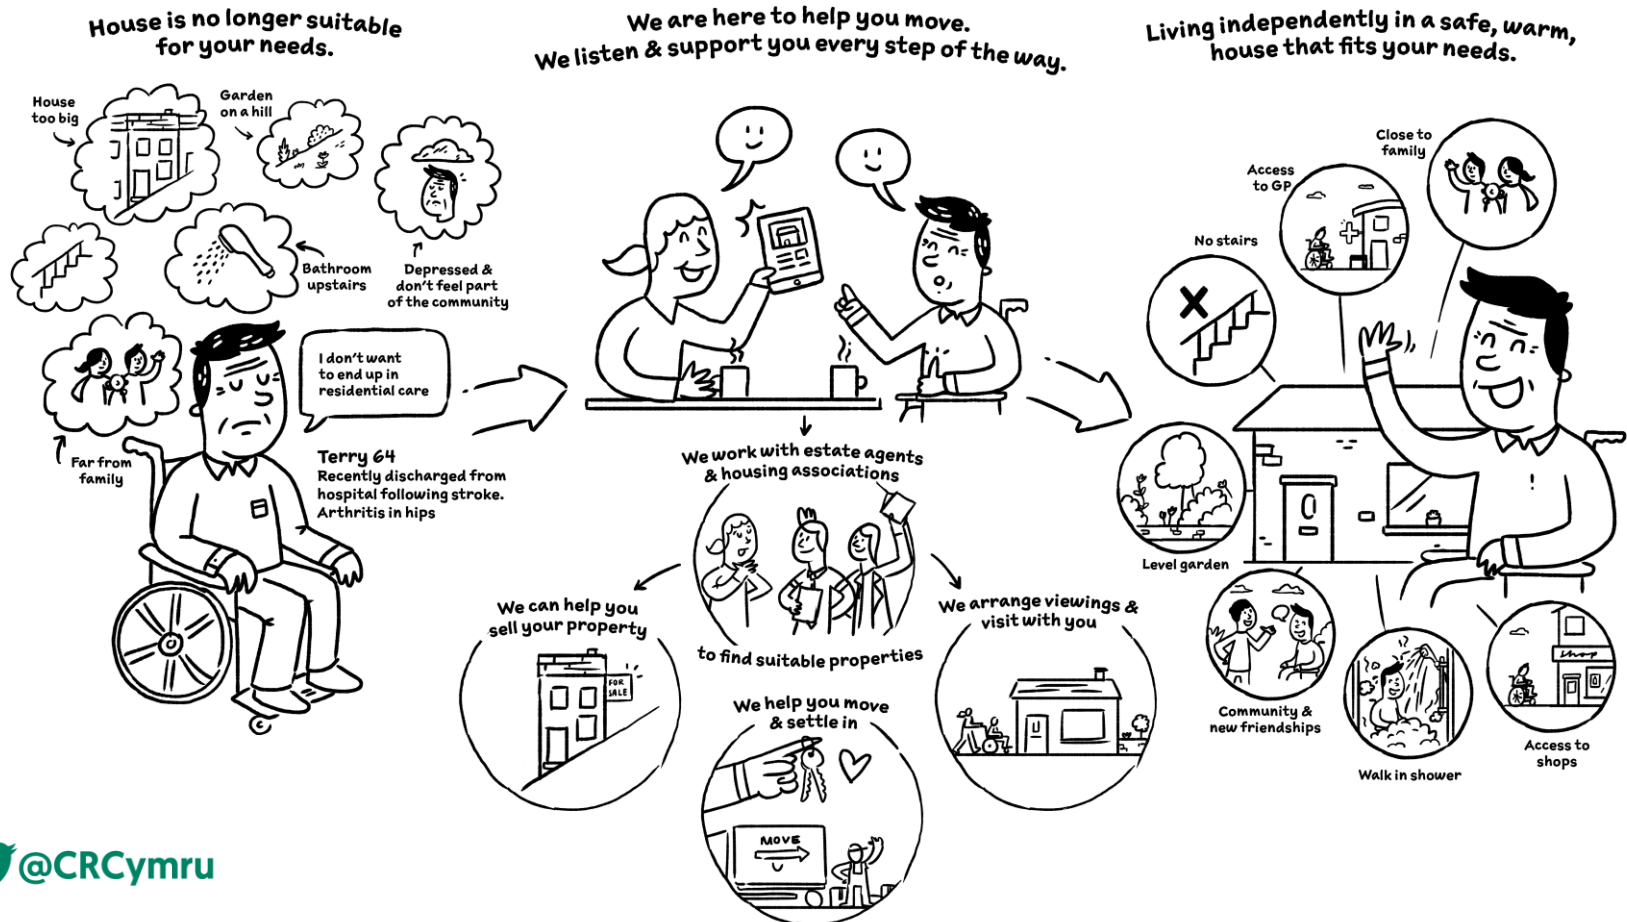 House is no longer suitable
for your needs.
House
too big
Garden
on a hill
Bathroom
upstairs
Depressed &
don't feel part
of the community
Far from
family
I don't want
to end up in
residential care
Terry 64
Recently discharged from
hospital following stroke.
Arthritis in hips
We are here to help you move.
We listen & support you every step of the way.
We work with estate agents
& housing associations
to find suitable properties
We can help you
sell your property
FOR
SALE
We help you move
& settle in
MOVE
We arrange viewings &
visit with you
Living independently in a safe, warm,
house that fits your needs.
Close to
family
Access
to GP
No stairs
Level garden
Community &
new friendships
Walk in shower
shop
Access to
shops
@CRCymru